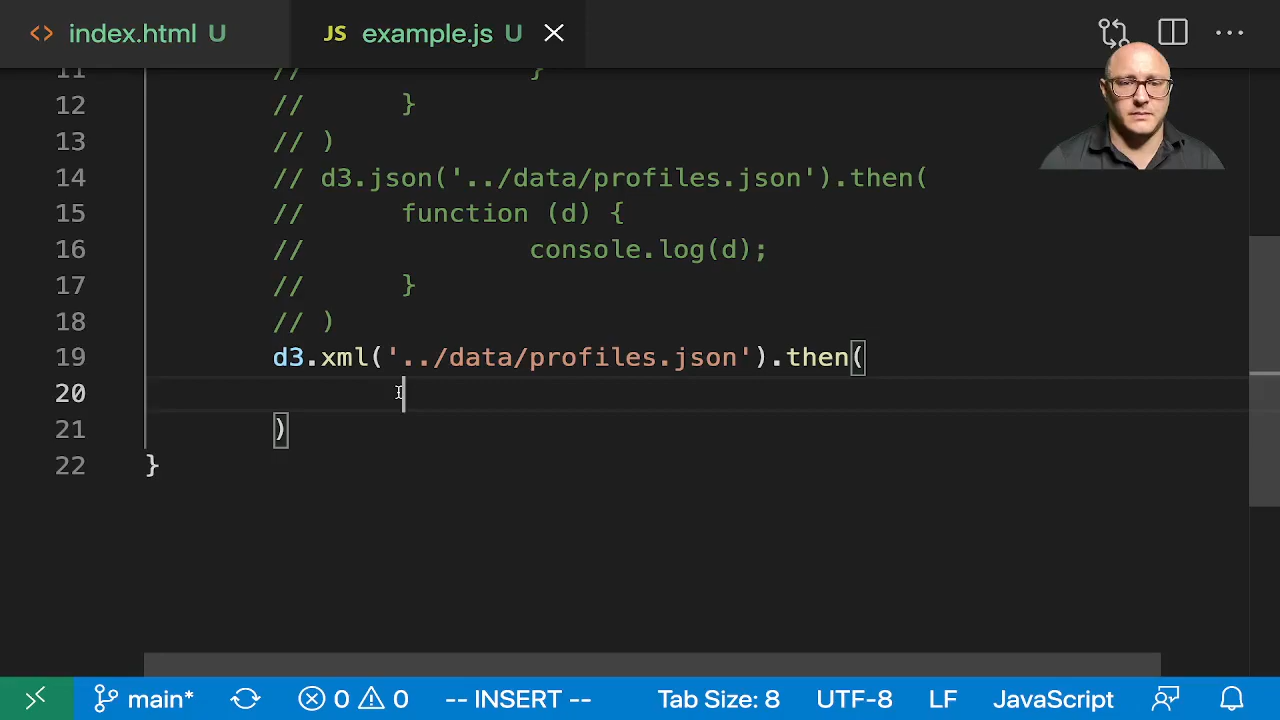 <> index.html U
JS example.js U ×
11 // }
12 // }
13 // )
14 // d3.json('../data/profiles.json').then(
15 // function (d) {
16 // console.log(d);
17 // }
18 // )
19 d3.xml('../data/profiles.json').then(
20
21 )
22 }
main* 0 0 -- INSERT -- Tab Size: 8 UTF-8 LF JavaScript